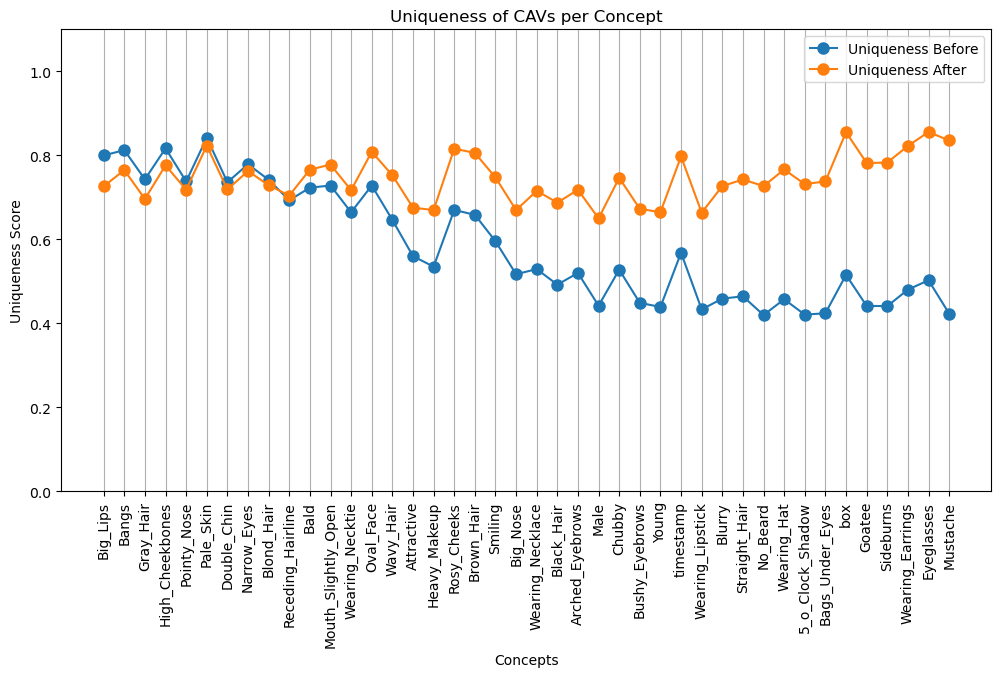 Uniqueness of CAVs per Concept
Uniqueness Before
Uniqueness After
Uniqueness Score
1.0
0.8
0.6
0.4
0.2
0.0
Big_Lips
Bangs
Gray_Hair
High_Cheekbones
Pointy_Nose
Pale_Skin
Double_Chin
Narrow_Eyes
Blond_Hair
Receding_Hairline
Bald
Mouth_Slightly_Open
Wearing_Necktie
Oval_Face
Wavy_Hair
Attractive
Heavy_Makeup
Rosy_Cheeks
Brown_Hair
Smiling
Big_Nose
Wearing_Necklace
Black_Hair
Arched_Eyebrows
Male
Chubby
Bushy_Eyebrows
Young
timestamp
Wearing_Lipstick
Blurry
Straight_Hair
No_Beard
Wearing_Hat
5_o_Clock_Shadow
Bags_Under_Eyes
box
Goatee
Sideburns
Wearing_Earrings
Eyeglasses
Mustache
Concepts